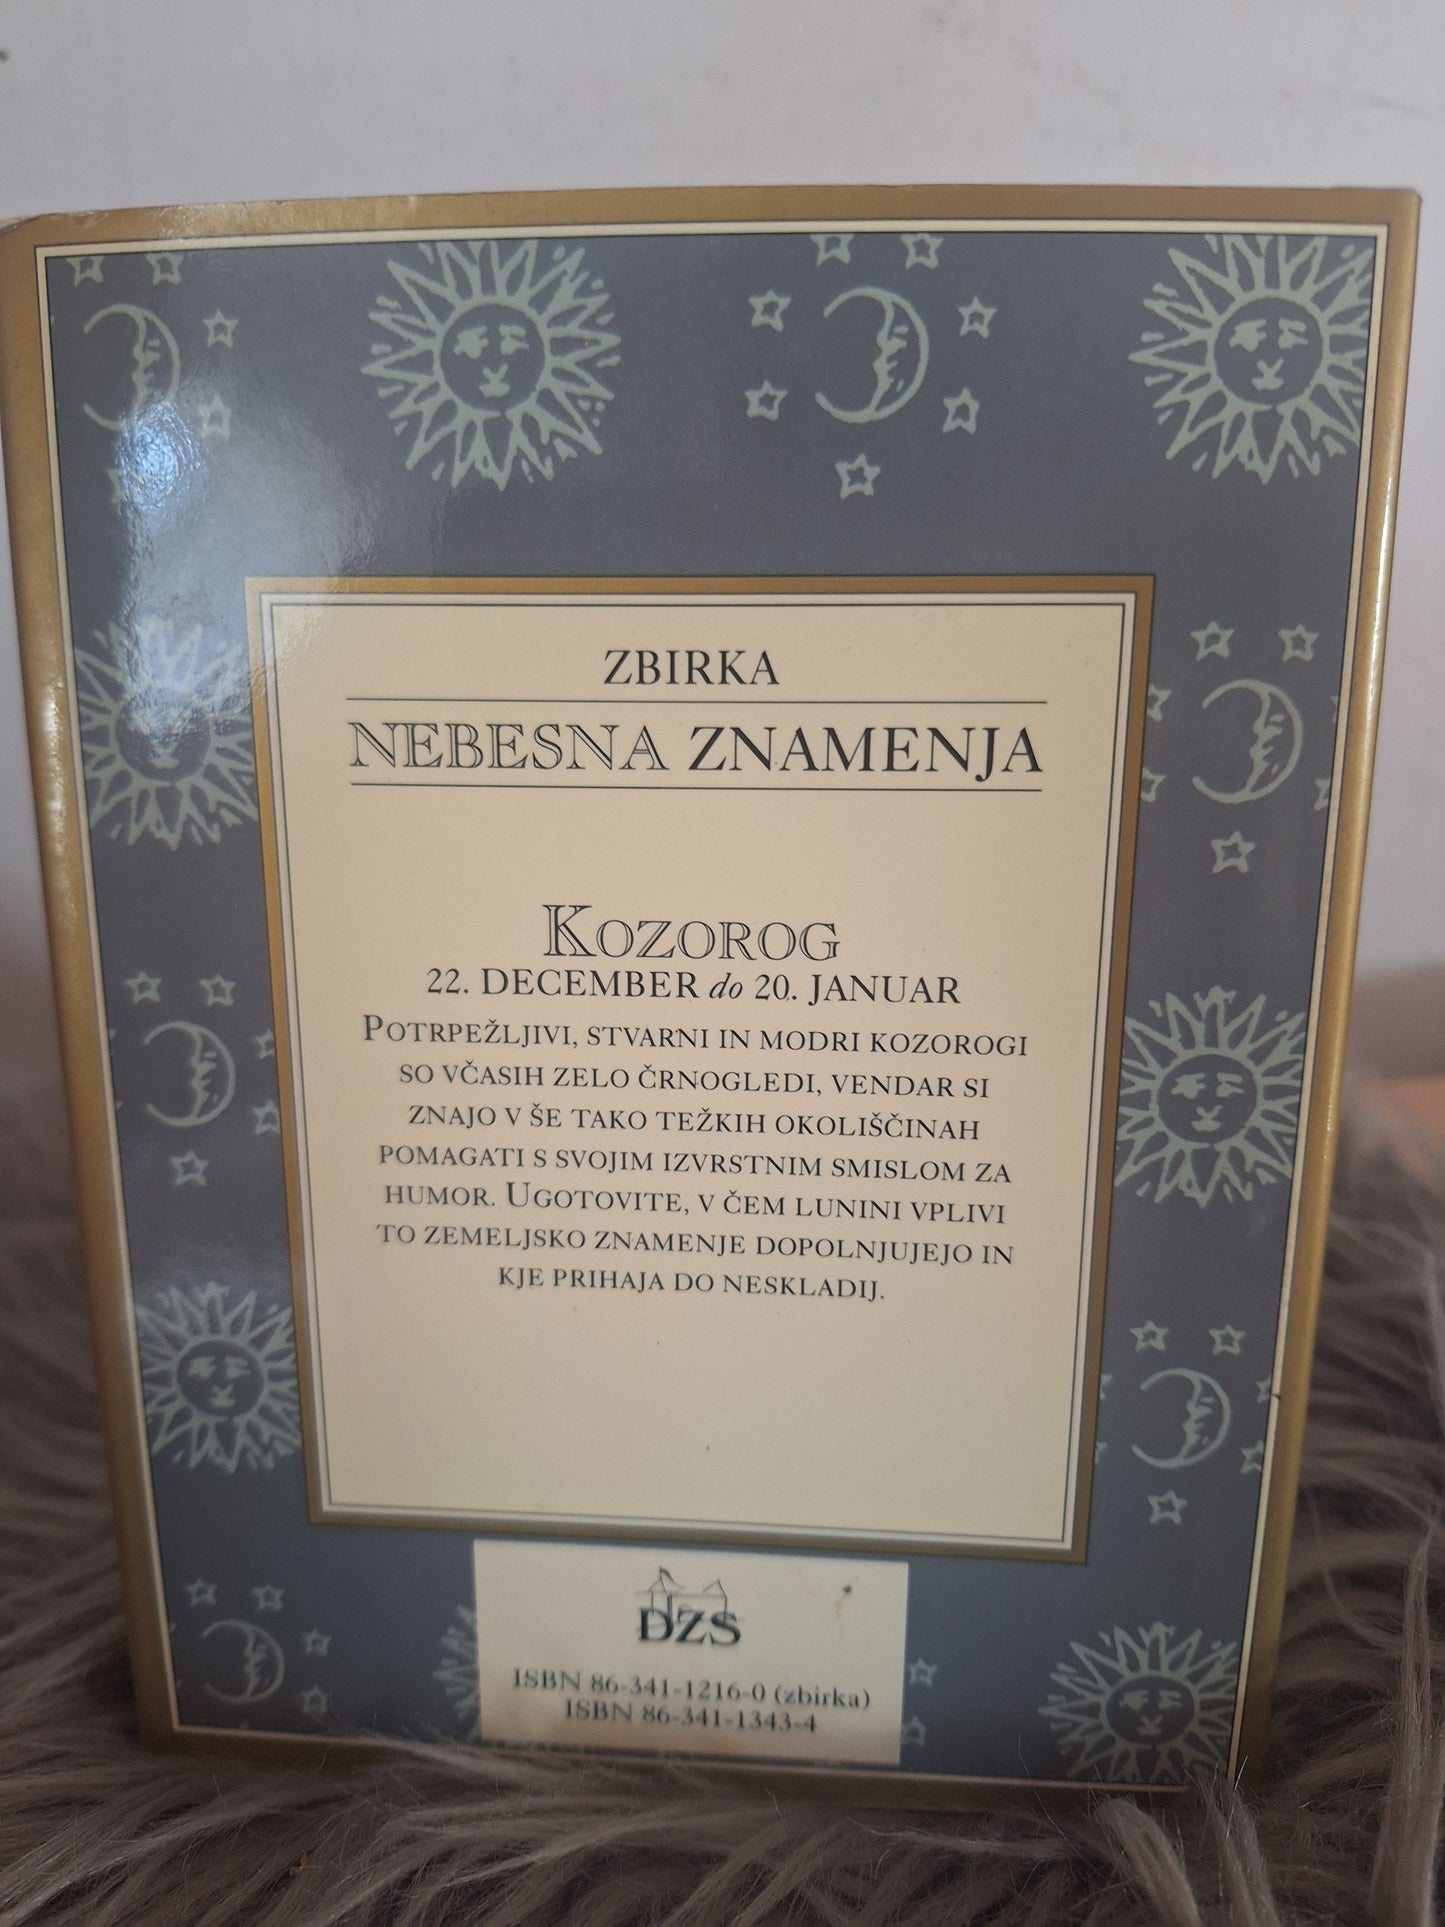 ZBIRKA
NEBESNA ZNAMENJA
KOZOROG
22. DECEMBER do 20. JANUAR
POTRPEŽLJIVI, STVARNI IN MODRI KOZOROGI
SO VČASIH ZELO ČRNOGLEDI, VENDAR SI
ZNAJO V ŠE TAKO TEŽKIH OKOLIŠČINAH
POMAGATI S SVOJIM IZVRSTNIM SMISLOM ZA
HUMOR. UGOTOVITE, V ČEM LUNINI VPLIVI
TO ZEMELJSKO ZNAMENJE DOPOLNJUJEJO IN
KJE PRIHAJA DO NESKLADIJ.
DZS
ISBN 86-341-1216-0 (zbirka)
ISBN 86-341-1343-4